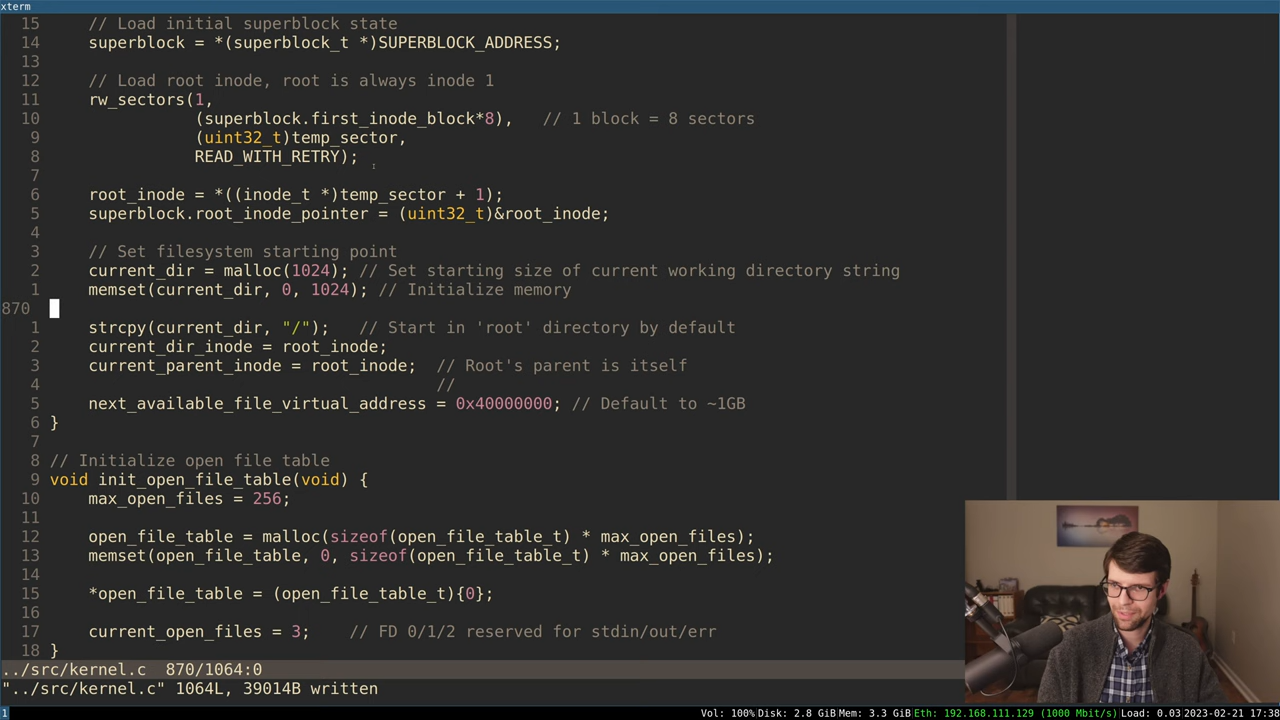 xterm
15      // Load initial superblock state
14      superblock = *(superblock_t *)SUPERBLOCK_ADDRESS;
13
12      // Load root inode, root is always inode 1
11      rw_sectors(1,
10                 (superblock.first_inode_block*8),   // 1 block = 8 sectors
9                 (uint32_t)temp_sector,
8                 READ_WITH_RETRY);
7
6      root_inode = *((inode_t *)temp_sector + 1);
5      superblock.root_inode_pointer = (uint32_t)&root_inode;
4
3      // Set filesystem starting point
2      current_dir = malloc(1024); // Set starting size of current working directory string
1      memset(current_dir, 0, 1024); // Initialize memory
870
1      strcpy(current_dir, "/");   // Start in 'root' directory by default
2      current_dir_inode = root_inode;
3      current_parent_inode = root_inode;  // Root's parent is itself
4                                          //
5      next_available_file_virtual_address = 0x40000000; // Default to ~1GB
6  }
7
8  // Initialize open file table
9  void init_open_file_table(void) {
10      max_open_files = 256;
11
12      open_file_table = malloc(sizeof(open_file_table_t) * max_open_files);
13      memset(open_file_table, 0, sizeof(open_file_table_t) * max_open_files);
14
15      *open_file_table = (open_file_table_t){0};
16
17      current_open_files = 3;    // FD 0/1/2 reserved for stdin/out/err
18  }
../src/kernel.c  870/1064:0
"../src/kernel.c" 1064L, 39014B written
1 Vol: 100% Disk: 2.8 GiB Mem: 3.3 GiB Eth: 192.168.111.129 (1000 Mbit/s) Load: 0.03 2023-02-21 17:38